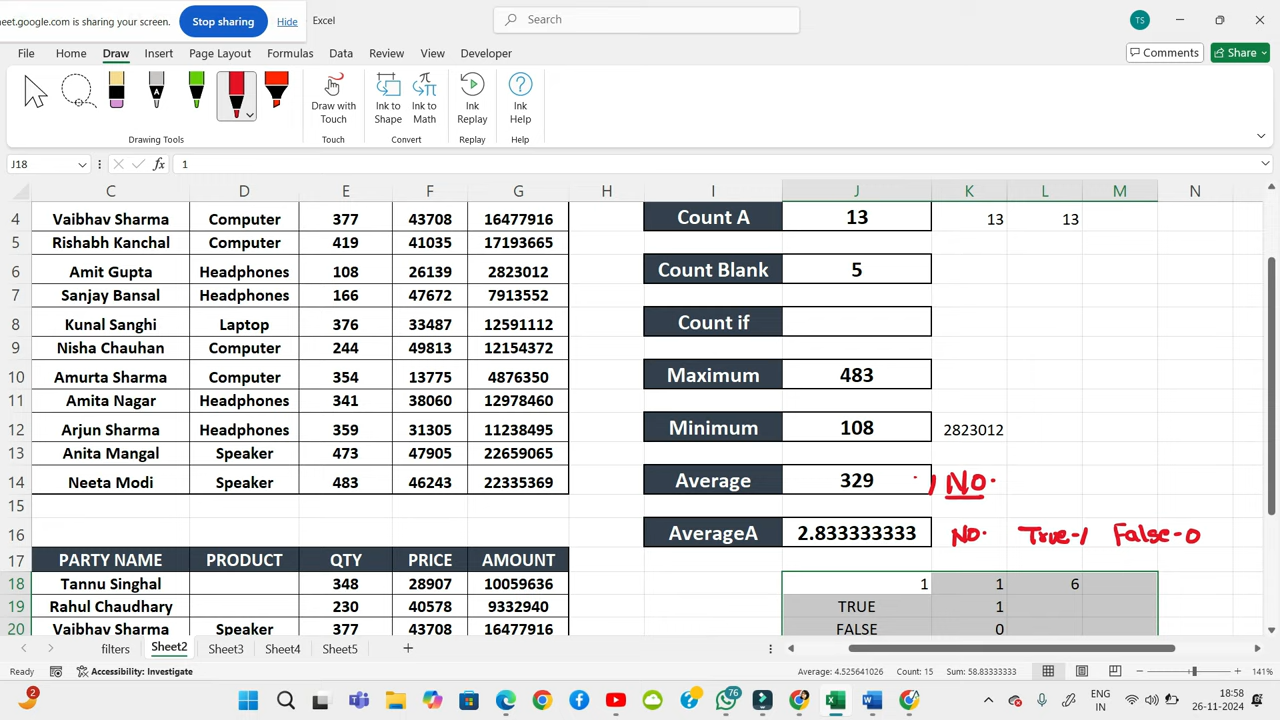 eet.google.com is sharing your screen. Stop sharing Hide Excel Search TS
File Home Draw Insert Page Layout Formulas Data Review View Developer Comments Share
Draw with Touch Ink to Shape Ink to Math Ink Replay Ink Help
Drawing Tools Touch Convert Replay Help
J18 fx 1
C D E F G H I J K L M N
4 Vaibhav Sharma Computer 377 43708 16477916 Count A 13 13 13
5 Rishabh Kanchal Computer 419 41035 17193665
6 Amit Gupta Headphones 108 26139 2823012 Count Blank 5
7 Sanjay Bansal Headphones 166 47672 7913552
8 Kunal Sanghi Laptop 376 33487 12591112 Count if
9 Nisha Chauhan Computer 244 49813 12154372
10 Amurta Sharma Computer 354 13775 4876350 Maximum 483
11 Amita Nagar Headphones 341 38060 12978460
12 Arjun Sharma Headphones 359 31305 11238495 Minimum 108 2823012
13 Anita Mangal Speaker 473 47905 22659065
14 Neeta Modi Speaker 483 46243 22335369 Average 329 No.
15
16 AverageA 2.833333333 No. True-1 False-0
17 PARTY NAME PRODUCT QTY PRICE AMOUNT
18 Tannu Singhal 348 28907 10059636 1 1 6
19 Rahul Chaudhary 230 40578 9332940 TRUE 1
20 Vaibhav Sharma Speaker 377 43708 16477916 FALSE 0
filters Sheet2 Sheet3 Sheet4 Sheet5
Ready Accessibility: Investigate Average: 4.525641026 Count: 15 Sum: 58.83333333 141%
2 76 ENG IN 18:58 26-11-2024